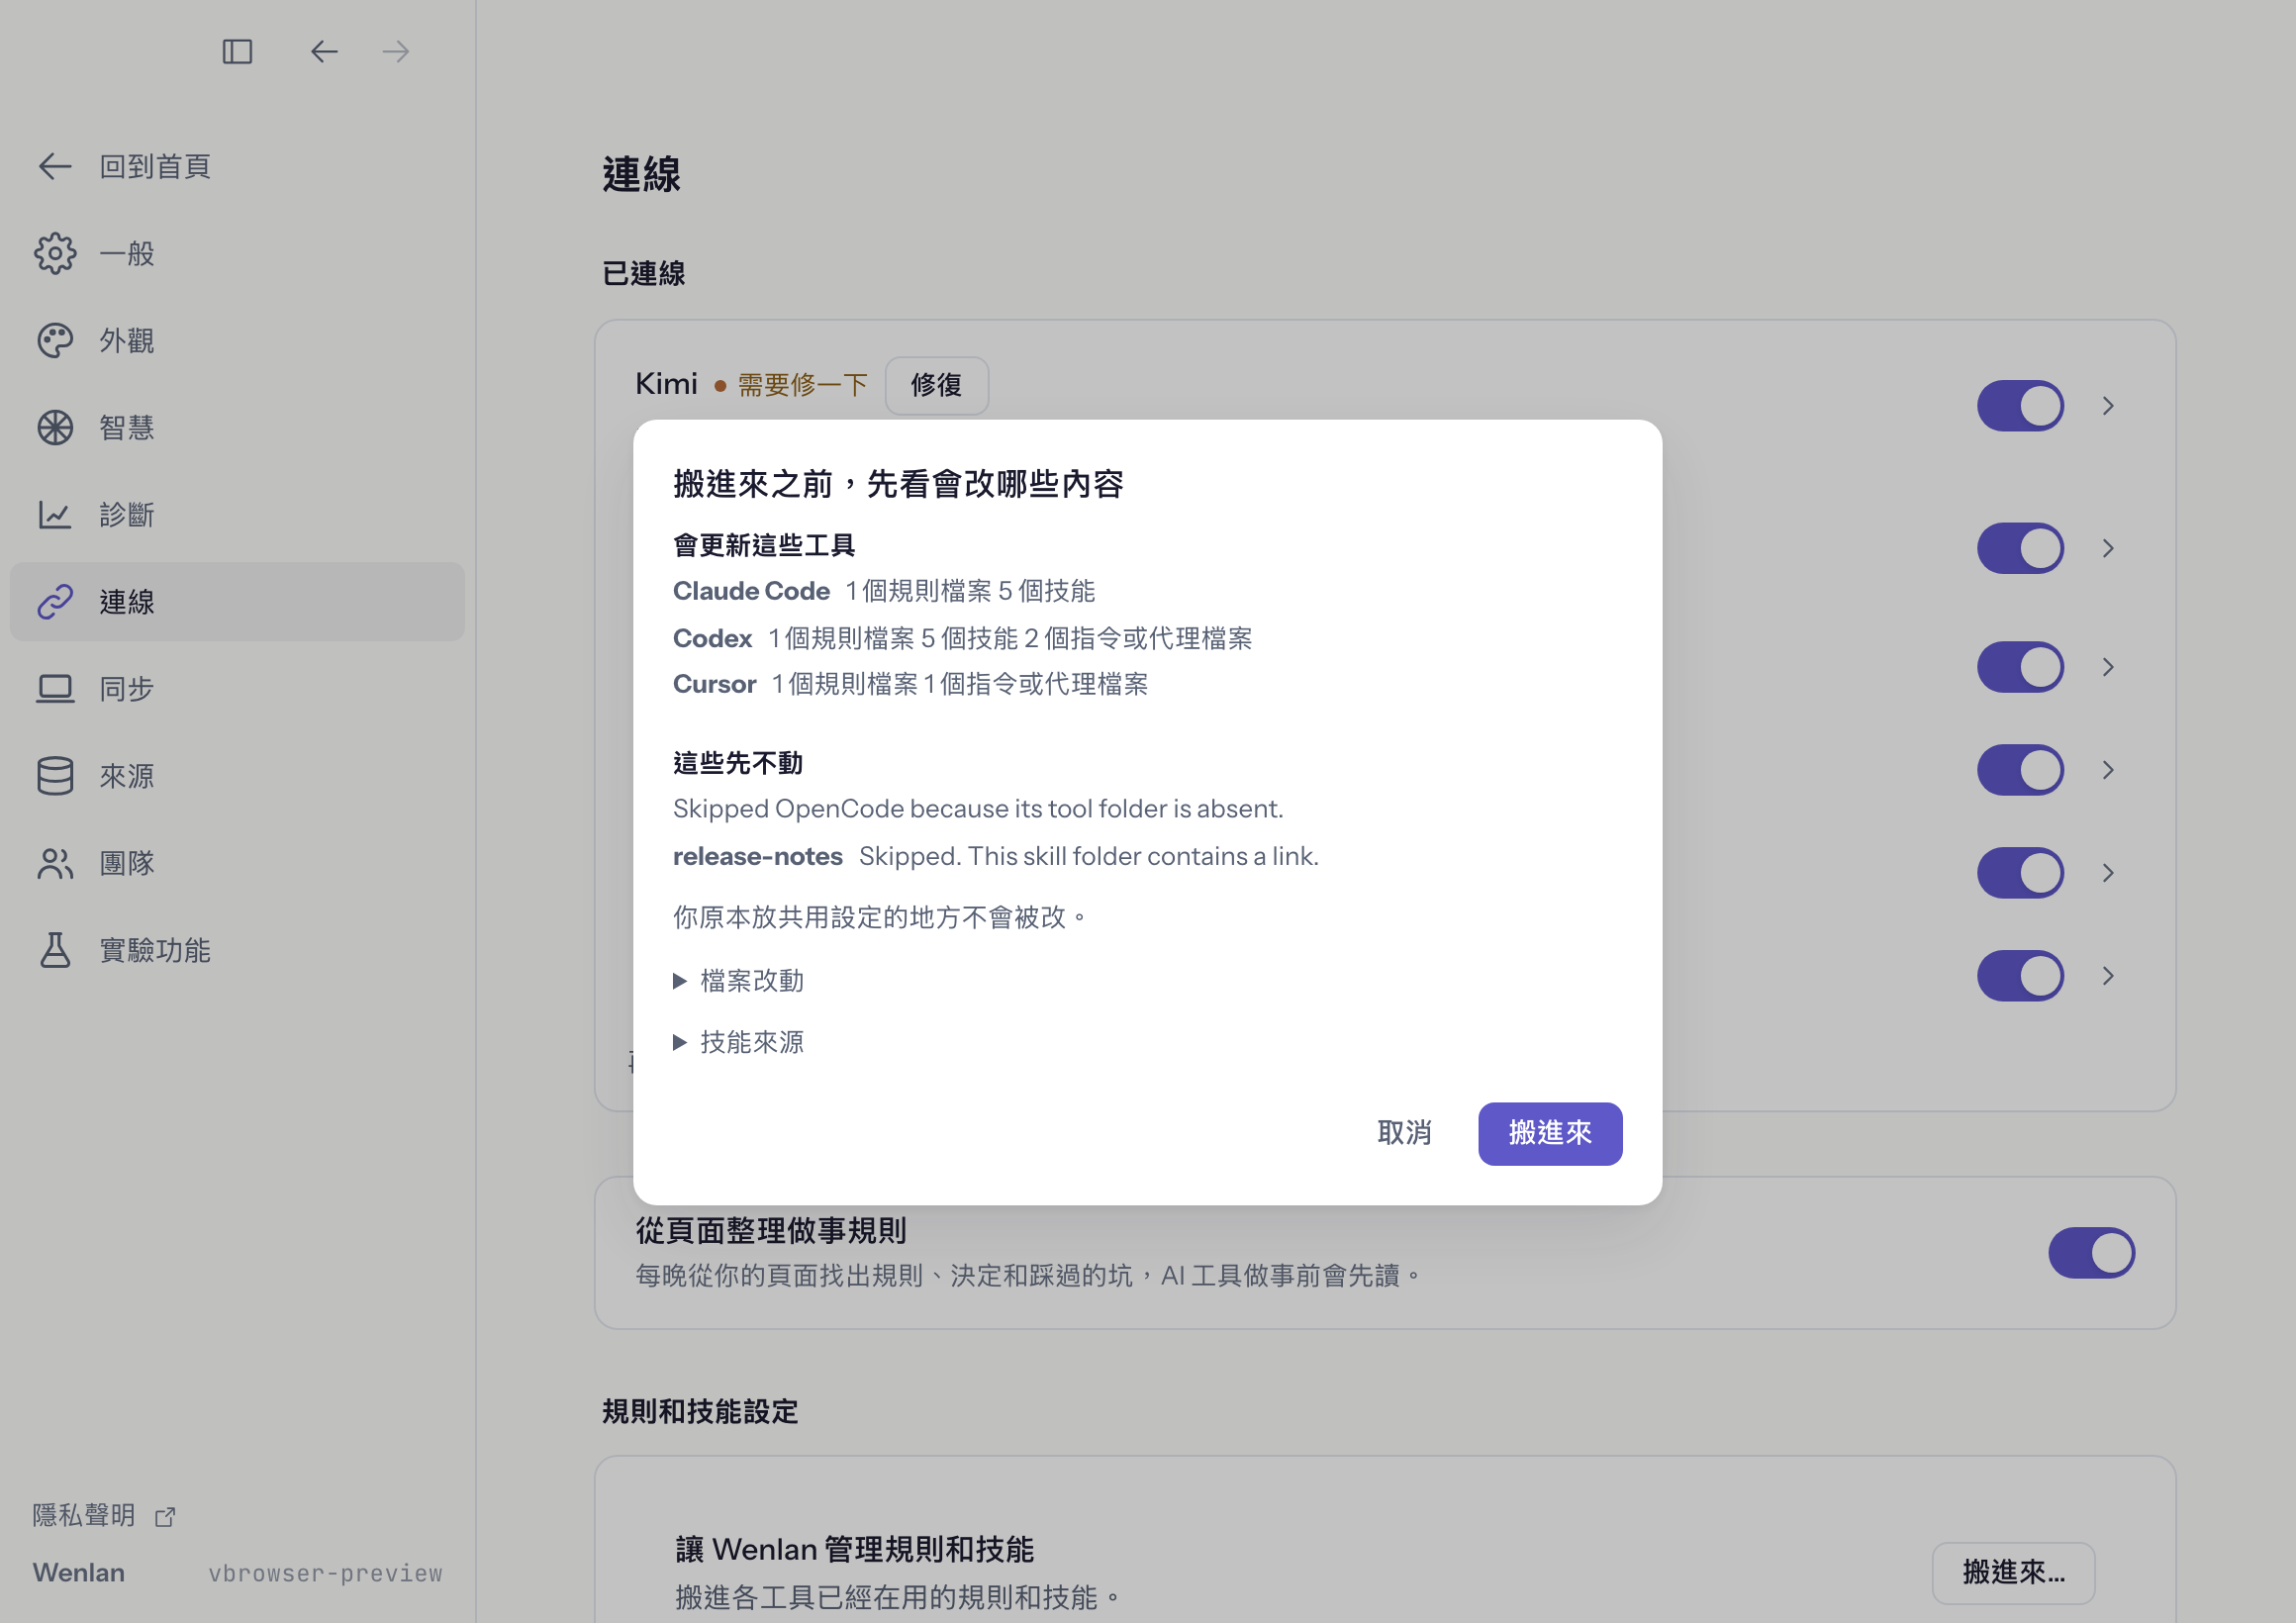 回到首頁
一般
外觀
智慧
診斷
連線
同步
來源
團隊
實驗功能
隱私聲明
Wenlan vbrowser-preview
連線
已連線
Kimi 需要修一下 修復
搬進來之前，先看會改哪些內容
會更新這些工具
Claude Code 1 個規則檔案 5 個技能
Codex 1 個規則檔案 5 個技能 2 個指令或代理檔案
Cursor 1 個規則檔案 1 個指令或代理檔案
這些先不動
Skipped OpenCode because its tool folder is absent.
release-notes Skipped. This skill folder contains a link.
你原本放共用設定的地方不會被改。
檔案改動
技能來源
取消 搬進來
從頁面整理做事規則
每晚從你的頁面找出規則、決定和踩過的坑，AI 工具做事前會先讀。
規則和技能設定
讓 Wenlan 管理規則和技能
搬進各工具已經在用的規則和技能。
搬進來...